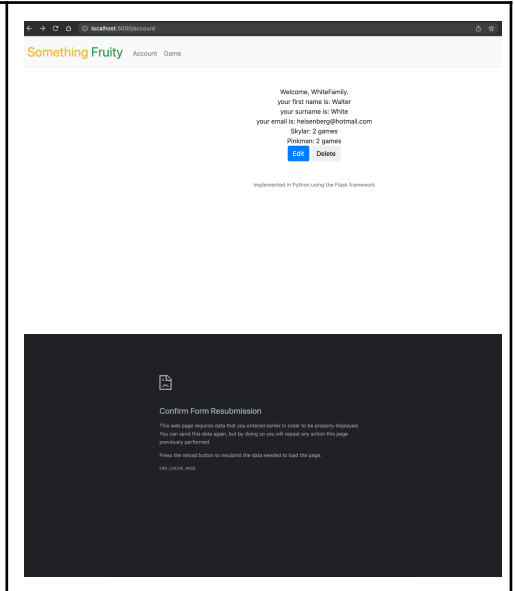 localhost:5000/account
Something Fruity Account Game
Welcome, WhiteFamily.
your first name is: Walter
your surname is: White
your email is: heisenberg@hotmail.com
Skylar: 2 games
Pinkman: 2 games
Edit Delete
Implemented in Python using the Flask framework
Confirm Form Resubmission
This web page requires data that you entered earlier in order to be properly displayed.
You can send this data again, but by doing so you will repeat any action this page
previously performed.
Press the reload button to resubmit the data needed to load the page.
ERR_CACHE_MISS